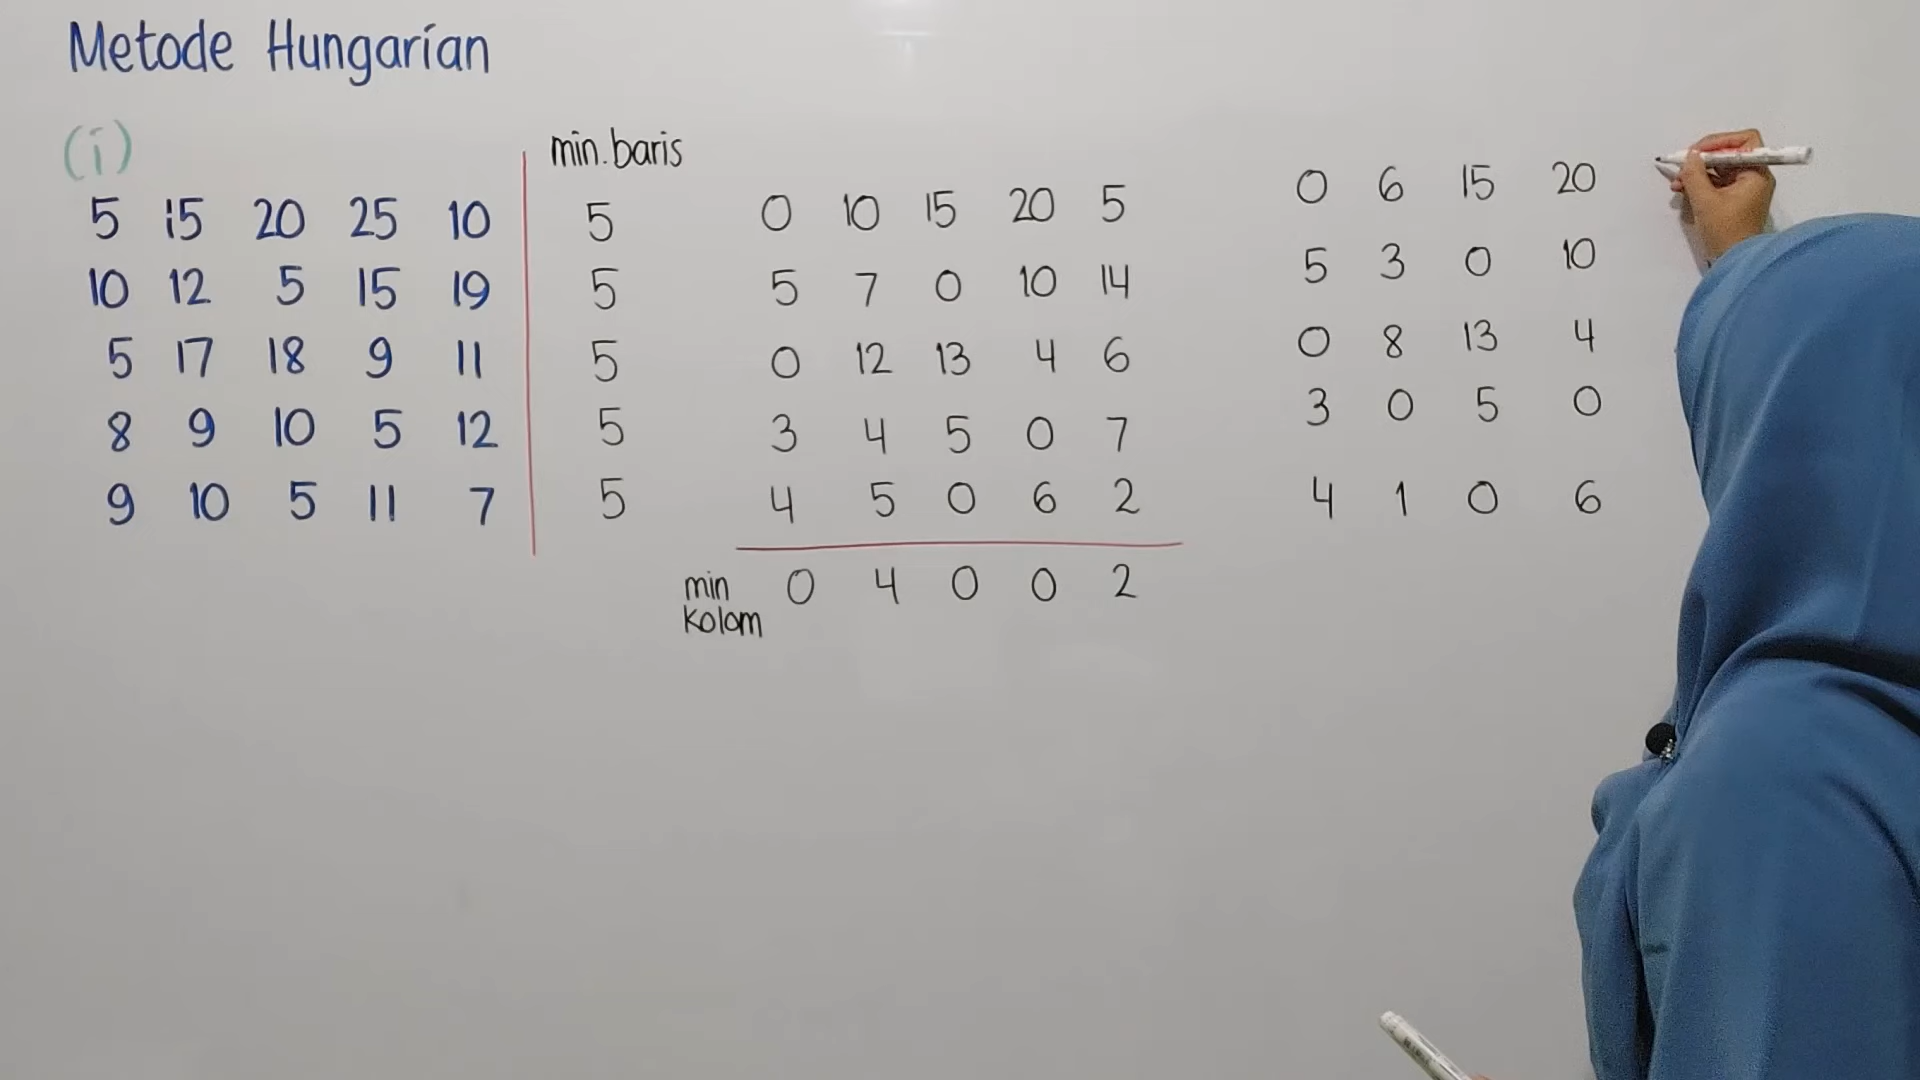 Metode Hungarian
(i)
min.baris
5 15 20 25 10 5 0 10 15 20 5 0 6 15 20
10 12 5 15 19 5 5 7 0 10 14 5 3 0 10
5 17 18 9 11 5 0 12 13 4 6 0 8 13 4
8 9 10 5 12 5 3 4 5 0 7 3 0 5 0
9 10 5 11 7 5 4 5 0 6 2 4 1 0 6
min kolom 0 4 0 0 2